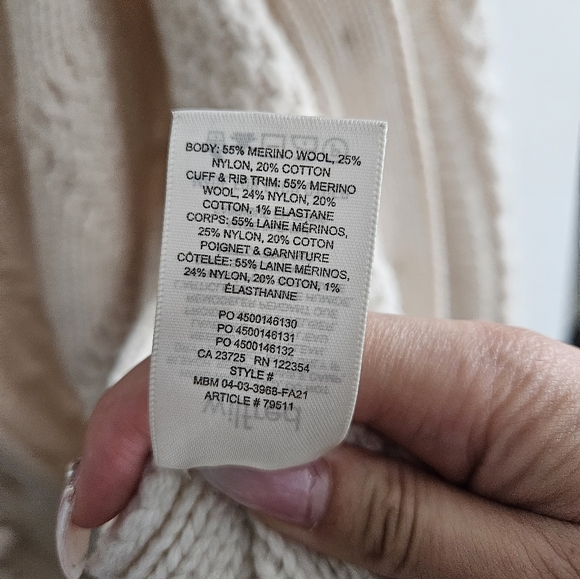 BODY: 55% MERINO WOOL, 25%
NYLON, 20% COTTON
CUFF & RIB TRIM: 55% MERINO
WOOL, 24% NYLON, 20%
COTTON, 1% ELASTANE
CORPS: 55% LAINE MÉRINOS,
25% NYLON, 20% COTON
POIGNET & GARNITURE
CÔTELÉE: 55% LAINE MÉRINOS,
24% NYLON, 20% COTON, 1%
ÉLASTHANNE
PO 4500146130
PO 4500146131
PO 4500146132
CA 23725 RN 122354
STYLE #
MBM 04-03-3968-FA21
ARTICLE # 79511
wilfred